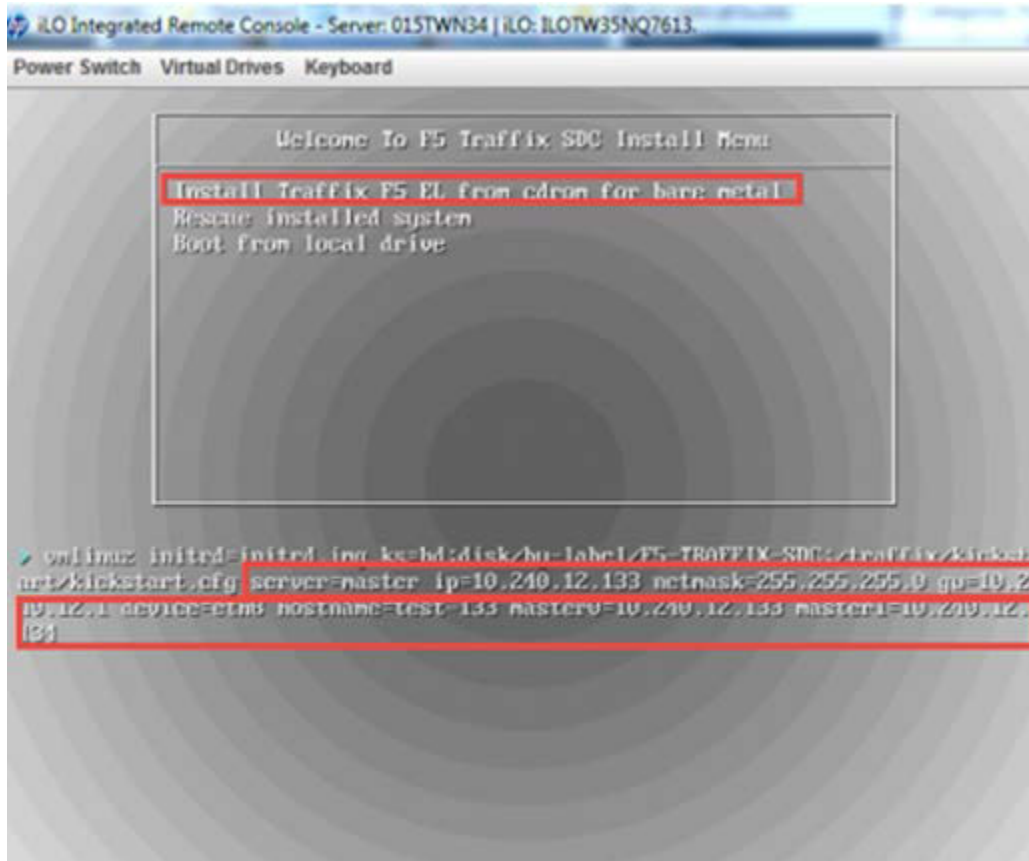 iLO Integrated Remote Console - Server: 015TWN34 | iLO: ILOTW35NQ7613.
Power Switch Virtual Drives Keyboard
Welcome To F5 Traffix SDC Install Menu
Install Traffix F5 EL from cdrom for bare metal
Rescue installed system
Boot from local drive
> vmlinuz initrd=initrd.img ks=hd:disk/by-label/F5-TRAFFIX-SDC:/traffix/kickst
art/kickstart.cfg server=master ip=10.240.12.133 netmask=255.255.255.0 gw=10.2
40.12.1 device=eth8 hostname=test-133 master0=10.240.12.133 master1=10.240.12.
134